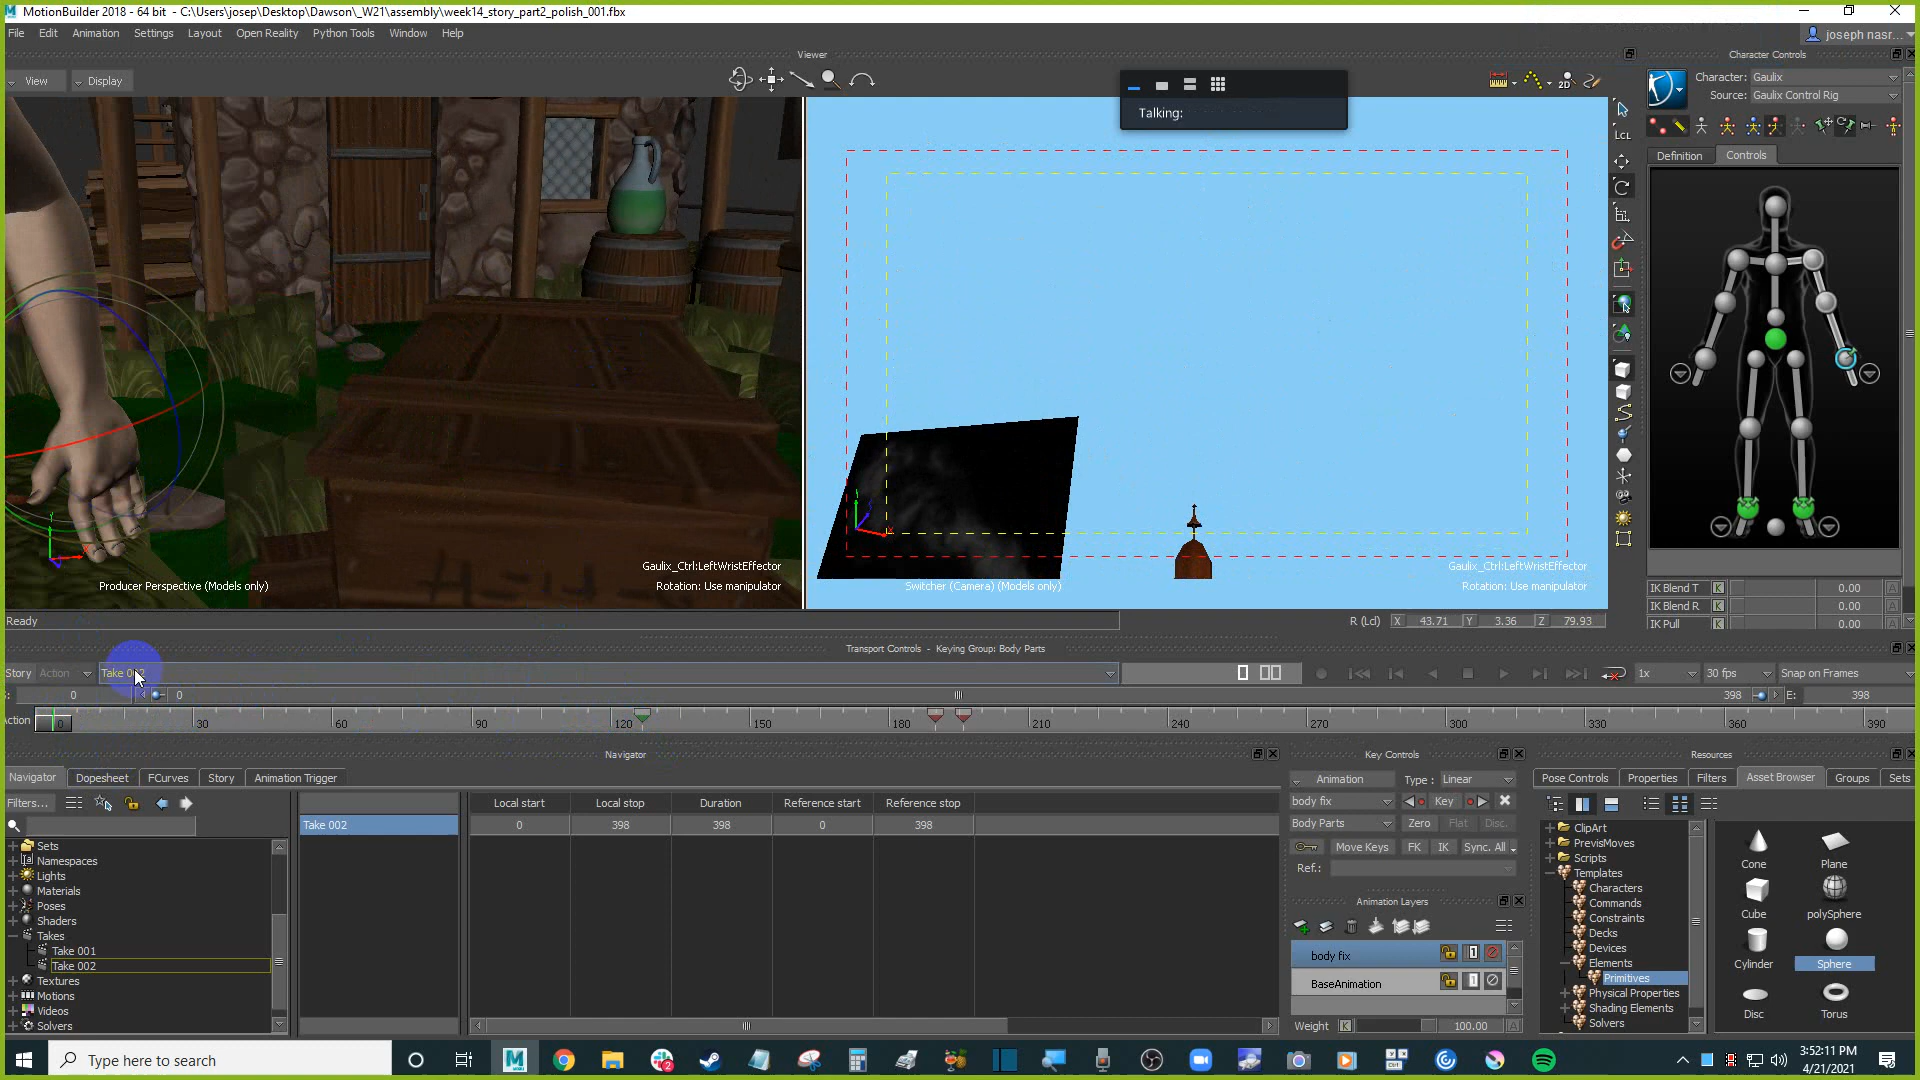 MotionBuilder 2018 - 64 bit - C:\Users\josep\Desktop\Dawson\_W21\assembly\week14_story_part2_polish_001.fbx
File Edit Animation Settings Layout Open Reality Python Tools Window Help
joseph nasr...
Viewer
Character Controls
View Display
2D
Talking:
Character: Gaulix
Source: Gaulix Control Rig
LCL
Definition Controls
Gaulix_Ctrl:LeftWristEffector
Producer Perspective (Models only)
Rotation: Use manipulator
Gaulix_Ctrl:LeftWristEffector
Switcher (Camera) (Models only)
Rotation: Use manipulator
IK Blend T K 0.00 A
IK Blend R K 0.00 A
IK Pull K 0.00 A
Ready
R (Lcl) X 43.71 Y 3.36 Z 79.93
Transport Controls - Keying Group: Body Parts
Story Action Take 002 1x 30 fps Snap on Frames
0 0 398 E: 398
0 30 60 90 120 150 180 210 240 270 300 330 360 390
Navigator
Navigator Dopesheet FCurves Story Animation Trigger
Filters...
Local start Local stop Duration Reference start Reference stop
Take 002 0 398 398 0 398
Sets
Namespaces
Lights
Materials
Poses
Shaders
Takes
Take 001
Take 002
Textures
Motions
Videos
Solvers
Key Controls
Animation Type : Linear
body fix Key
Body Parts Zero Flat Disc.
Move Keys FK IK Sync. All
Ref.:
Animation Layers
body fix 1
BaseAnimation 1
Weight K 100.00 A
Resources
Pose Controls Properties Filters Asset Browser Groups Sets
ClipArt
PrevisMoves
Scripts
Templates
Characters
Commands
Constraints
Decks
Devices
Elements
Primitives
Physical Properties
Shading Elements
Solvers
Cone Plane
Cube polySphere
Cylinder Sphere
Disc Torus
Type here to search
3:52:11 PM
4/21/2021